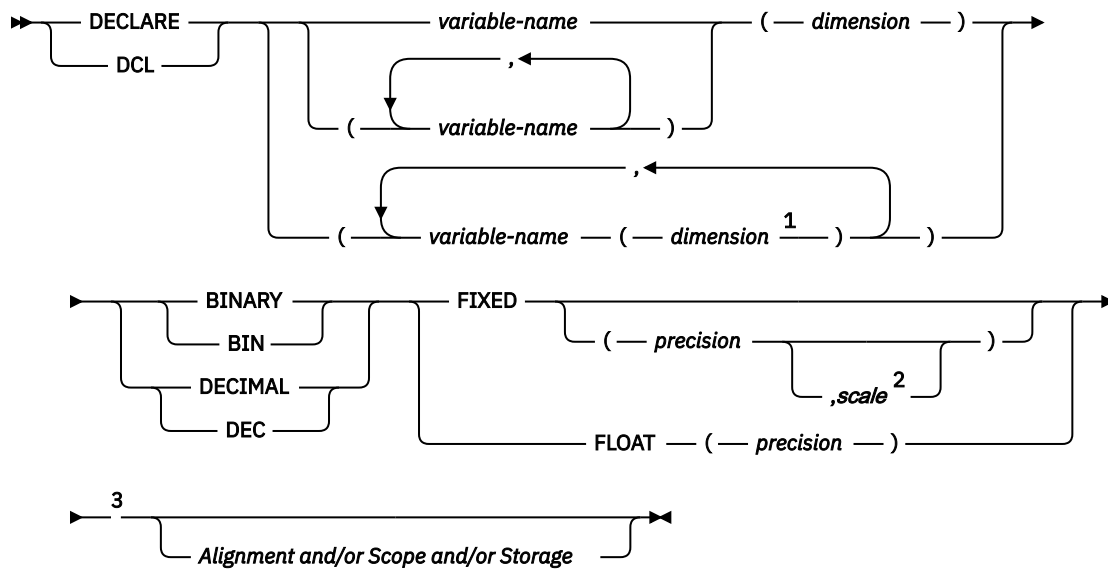 DECLARE variable-name ( dimension )
DCL
,
( variable-name )
,
( variable-name ( dimension 1 ) )
BINARY FIXED
BIN ( precision )
DECIMAL ,scale 2
DEC
FLOAT ( precision )
3
Alignment and/or Scope and/or Storage